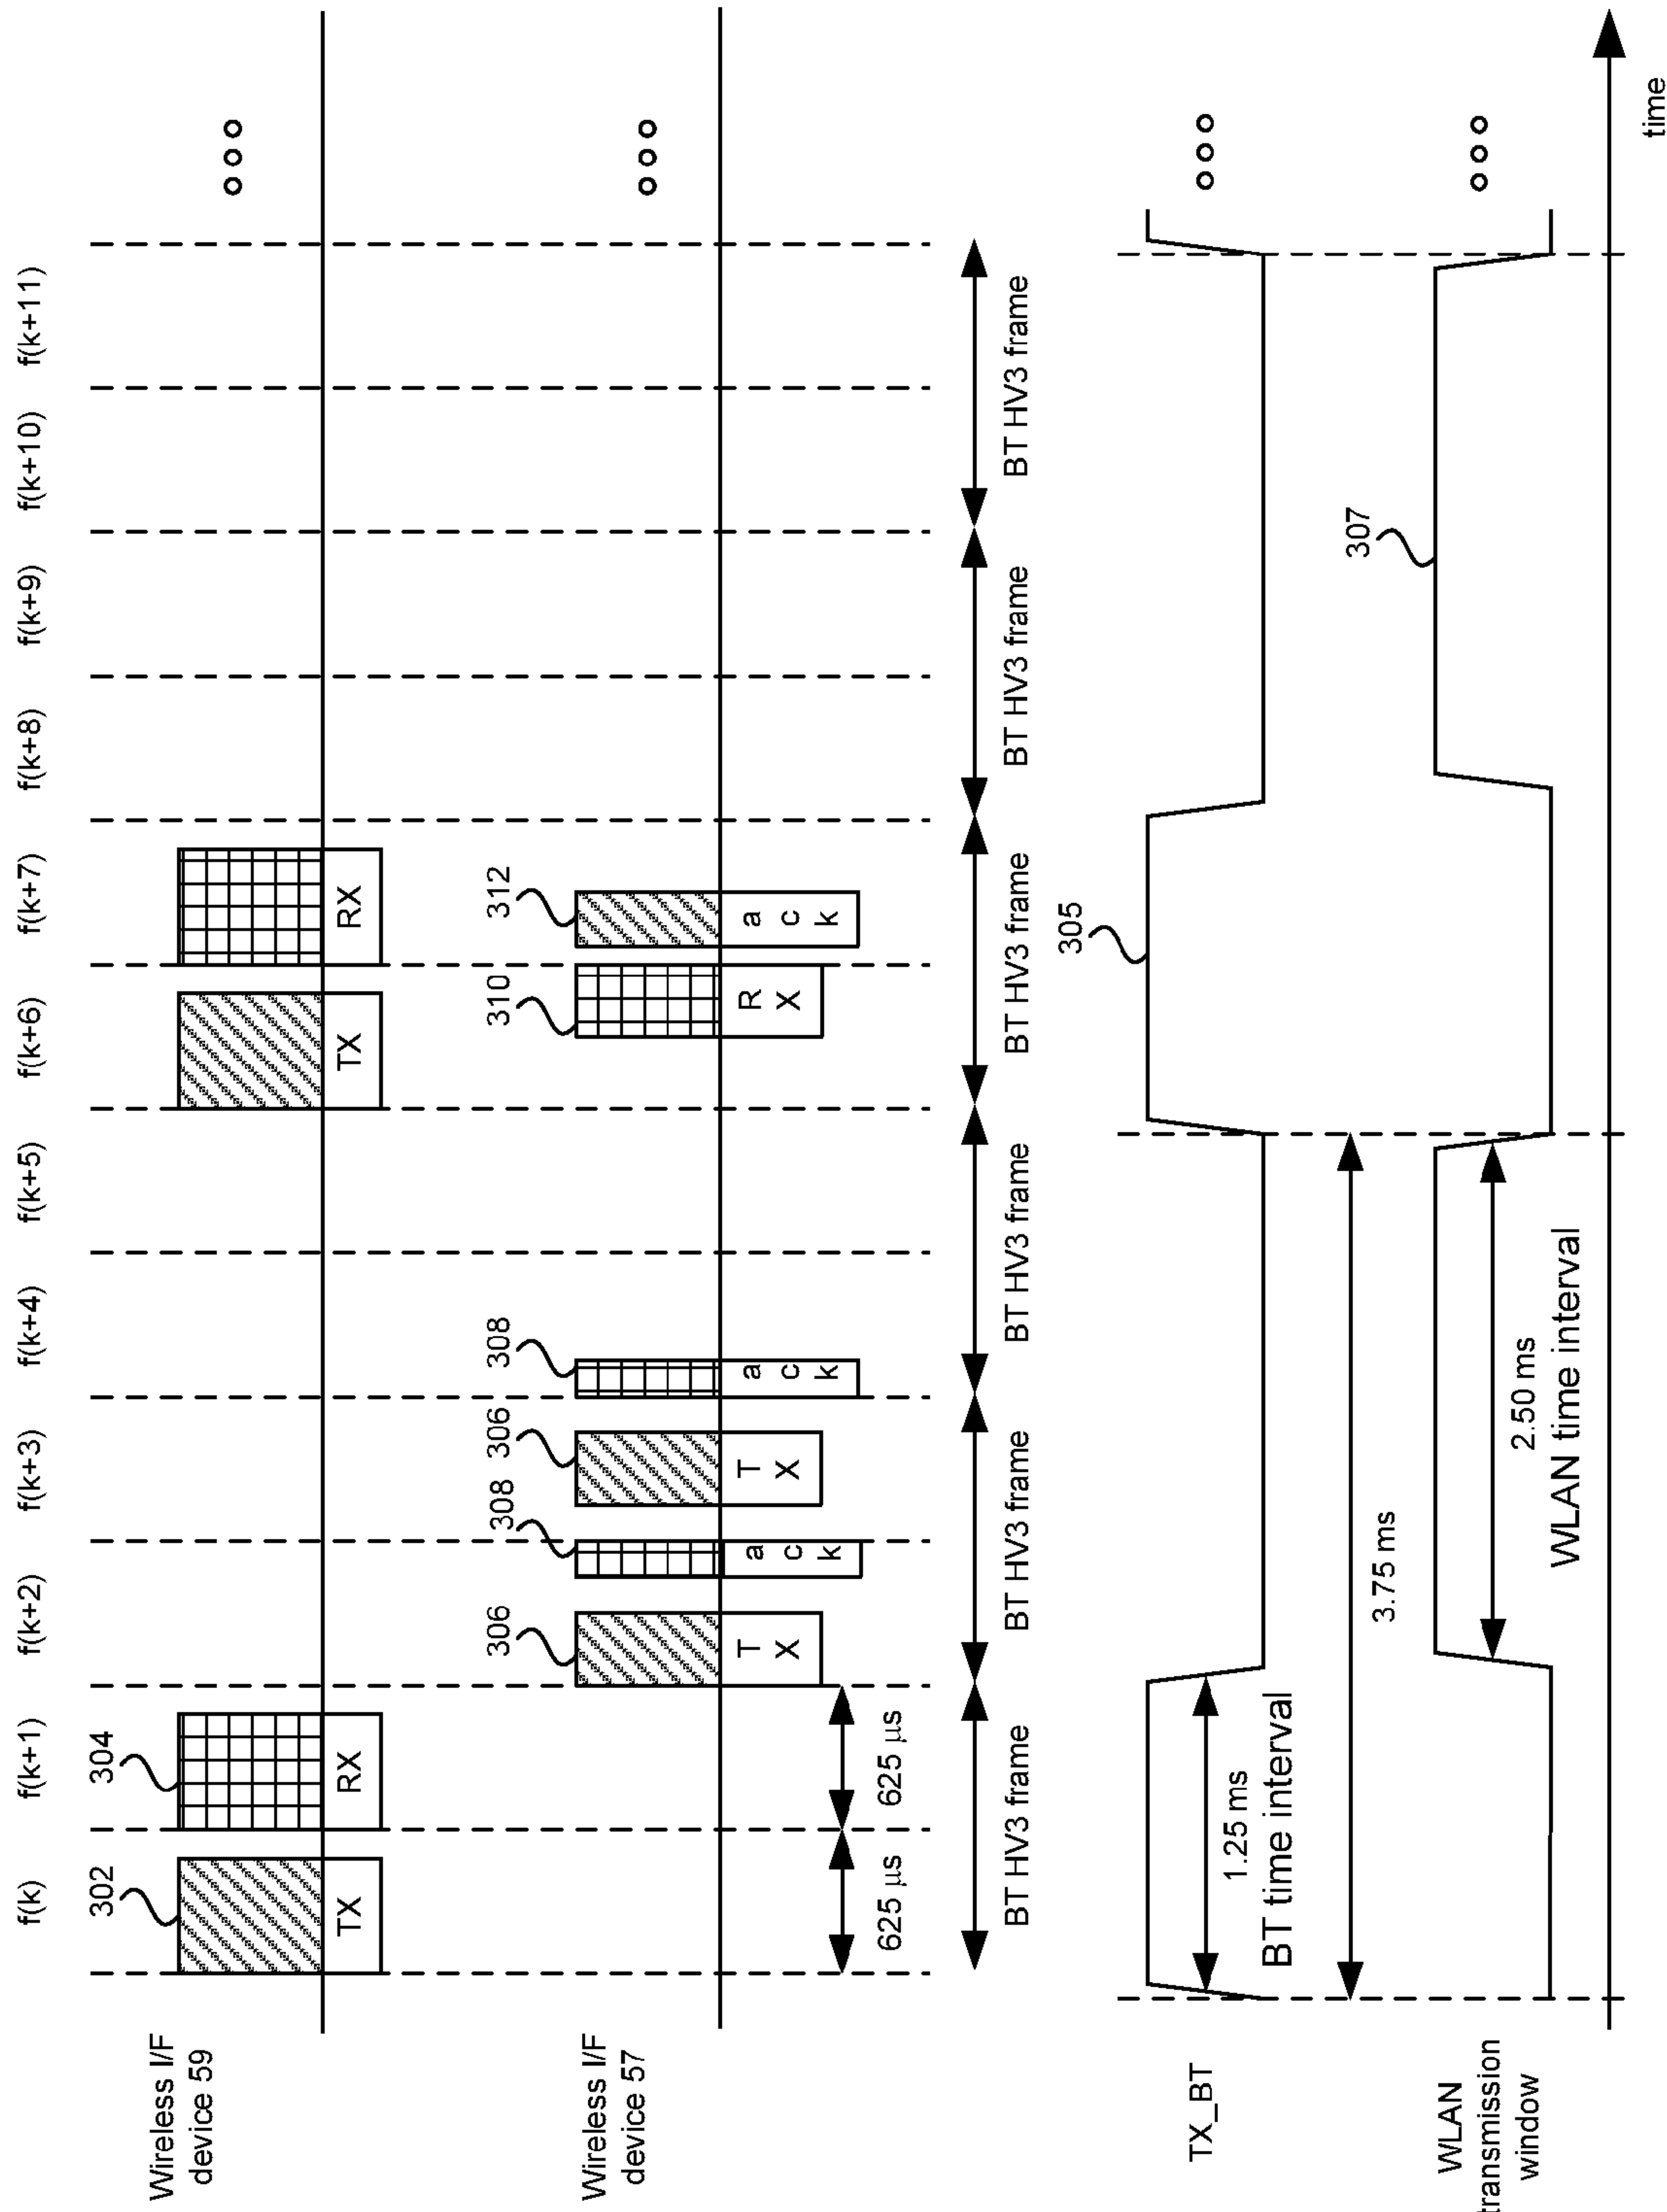 f(k) f(k+1) f(k+2) f(k+3) f(k+4) f(k+5) f(k+6) f(k+7) f(k+8) f(k+9) f(k+10) f(k+11)
302 304
Wireless I/F
device 59
TX RX TX RX
306 308 306 308 310 312
Wireless I/F
device 57
TX ack TX ack RX ack
625 μs 625 μs
BT HV3 frame BT HV3 frame BT HV3 frame BT HV3 frame BT HV3 frame BT HV3 frame
305
TX_BT
1.25 ms
BT time interval
3.75 ms
307
WLAN
transmission
window
2.50 ms
WLAN time interval
time